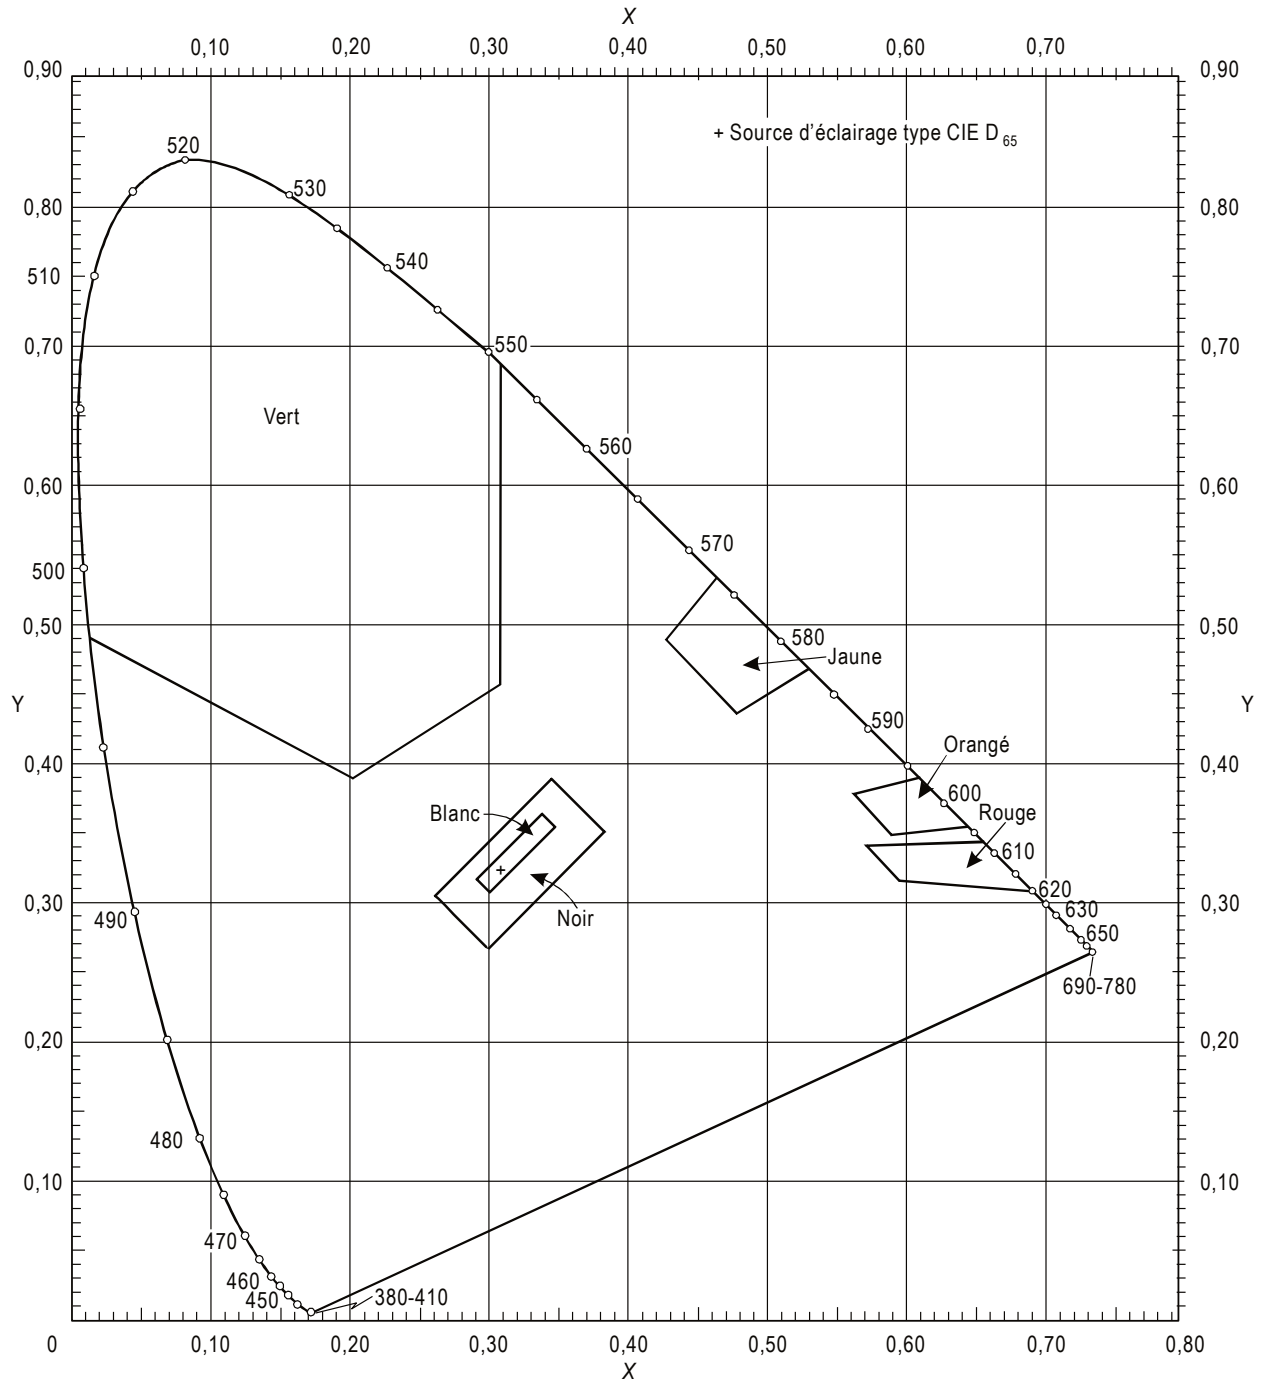 X
0,10 0,20 0,30 0,40 0,50 0,60 0,70
0,90 0,90
+ Source d'éclairage type CIE D 65
520
530
0,80 0,80
540
510
550
0,70 0,70
Vert
560
0,60 0,60
570
500
0,50 0,50
580
Jaune
Y Y
590
Orangé
0,40 0,40
600
Blanc Rouge
610
620
0,30 0,30
630
490 Noir
650
690-780
0,20 0,20
480
0,10 0,10
470
460
450 380-410
0 0,10 0,20 0,30 0,40 0,50 0,60 0,70 0,80
X